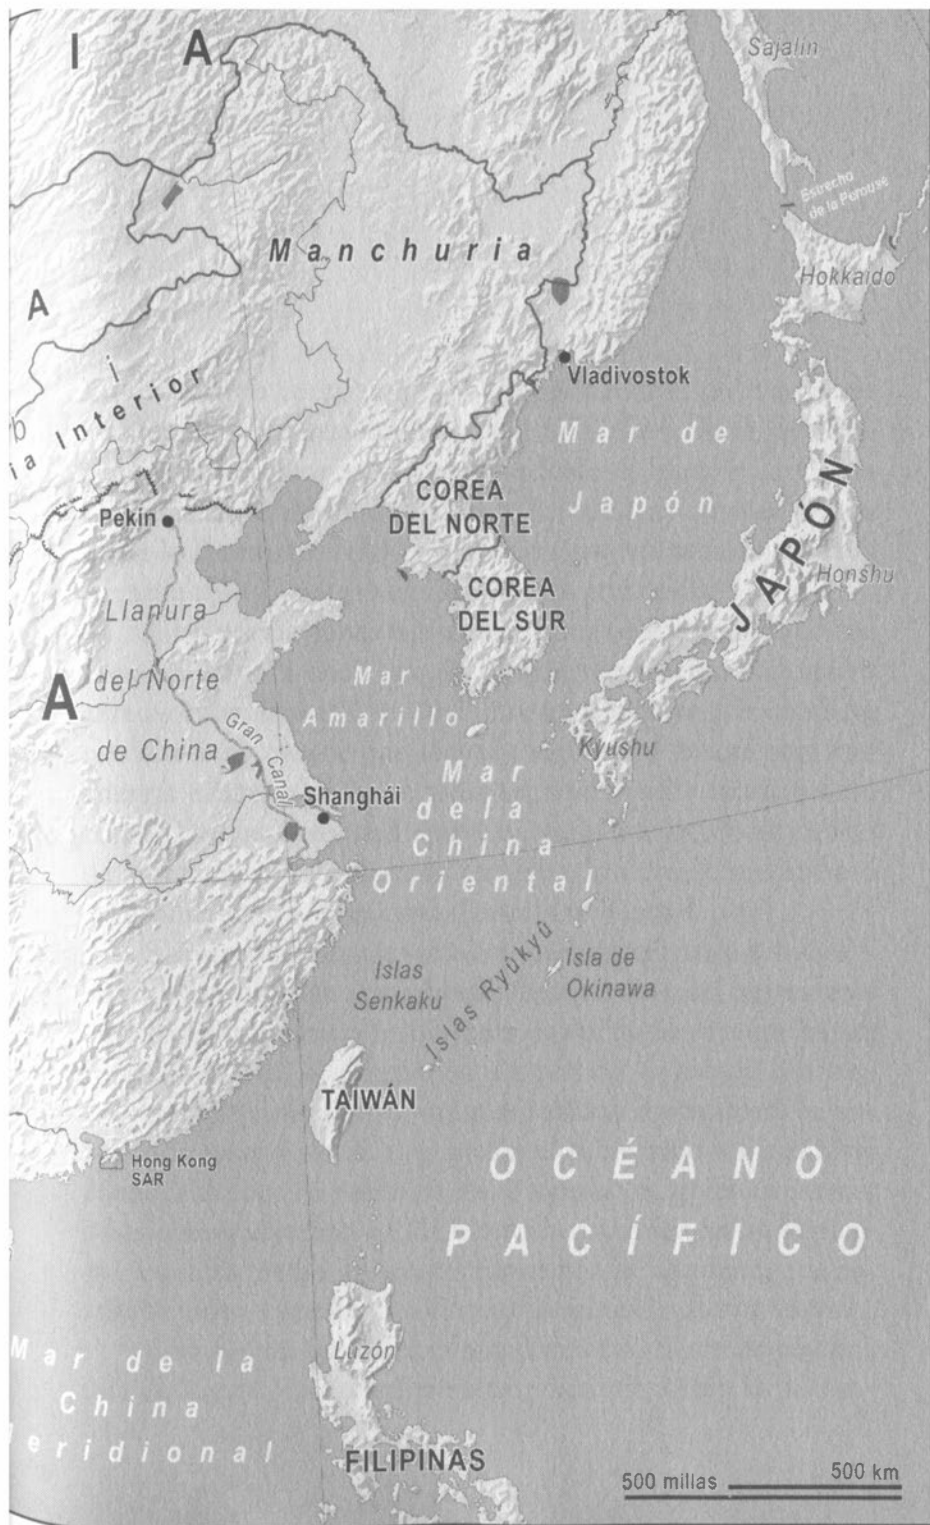 I A
Sajalín
Estrecho
de la Perouse
Manchuria
Hokkaido
A
i
b
ia Interior
Vladivostok
Mar de
Japón
JAPÓN
COREA
DEL NORTE
Pekín
Honshu
COREA
DEL SUR
Llanura
del Norte
de China
A
Mar
Amarillo
Gran Canal
Kyushu
Shanghái
Mar
de la
China
Oriental
Islas
Senkaku
Islas Ryûkyû
Isla de
Okinawa
TAIWÁN
Hong Kong
SAR
OCÉANO
PACÍFICO
Luzón
Mar de la
China
Meridional
FILIPINAS
500 millas
500 km